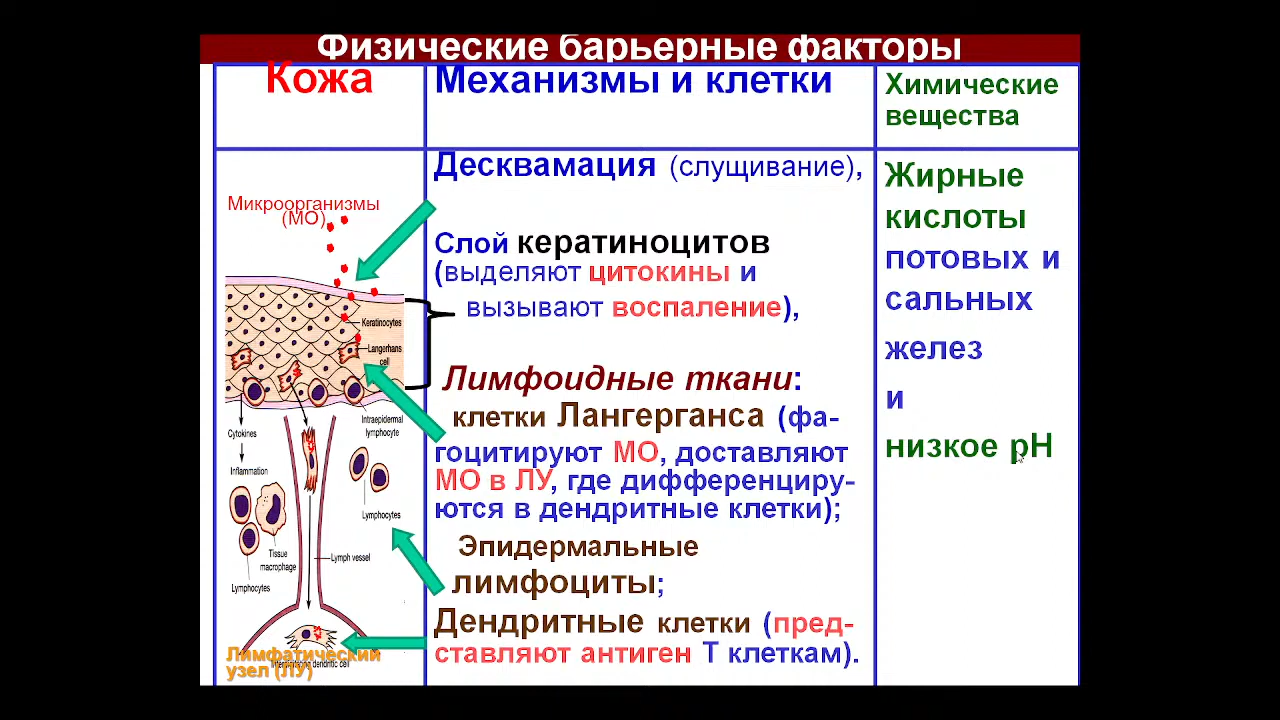 Физические барьерные факторы
Кожа
Механизмы и клетки
Химические
вещества
Микроорганизмы
(МО)
Keratinocytes
Langerhans
cell
Intraepidermal
lymphocyte
Cytokines
Inflammation
Lymphocytes
Tissue
macrophage
Lymph vessel
Lymphocytes
Лимфатический
узел (ЛУ)
dendritic cell
Десквамация (слущивание),
Слой кератиноцитов
(выделяют цитокины и
вызывают воспаление),
Лимфоидные ткани:
клетки Лангерганса (фа-
гоцитируют МО, доставляют
МО в ЛУ, где дифференциру-
ются в дендритные клетки);
Эпидермальные
лимфоциты;
Дендритные клетки (пред-
ставляют антиген Т клеткам).
Жирные
кислоты
потовых и
сальных
желез
и
низкое pH